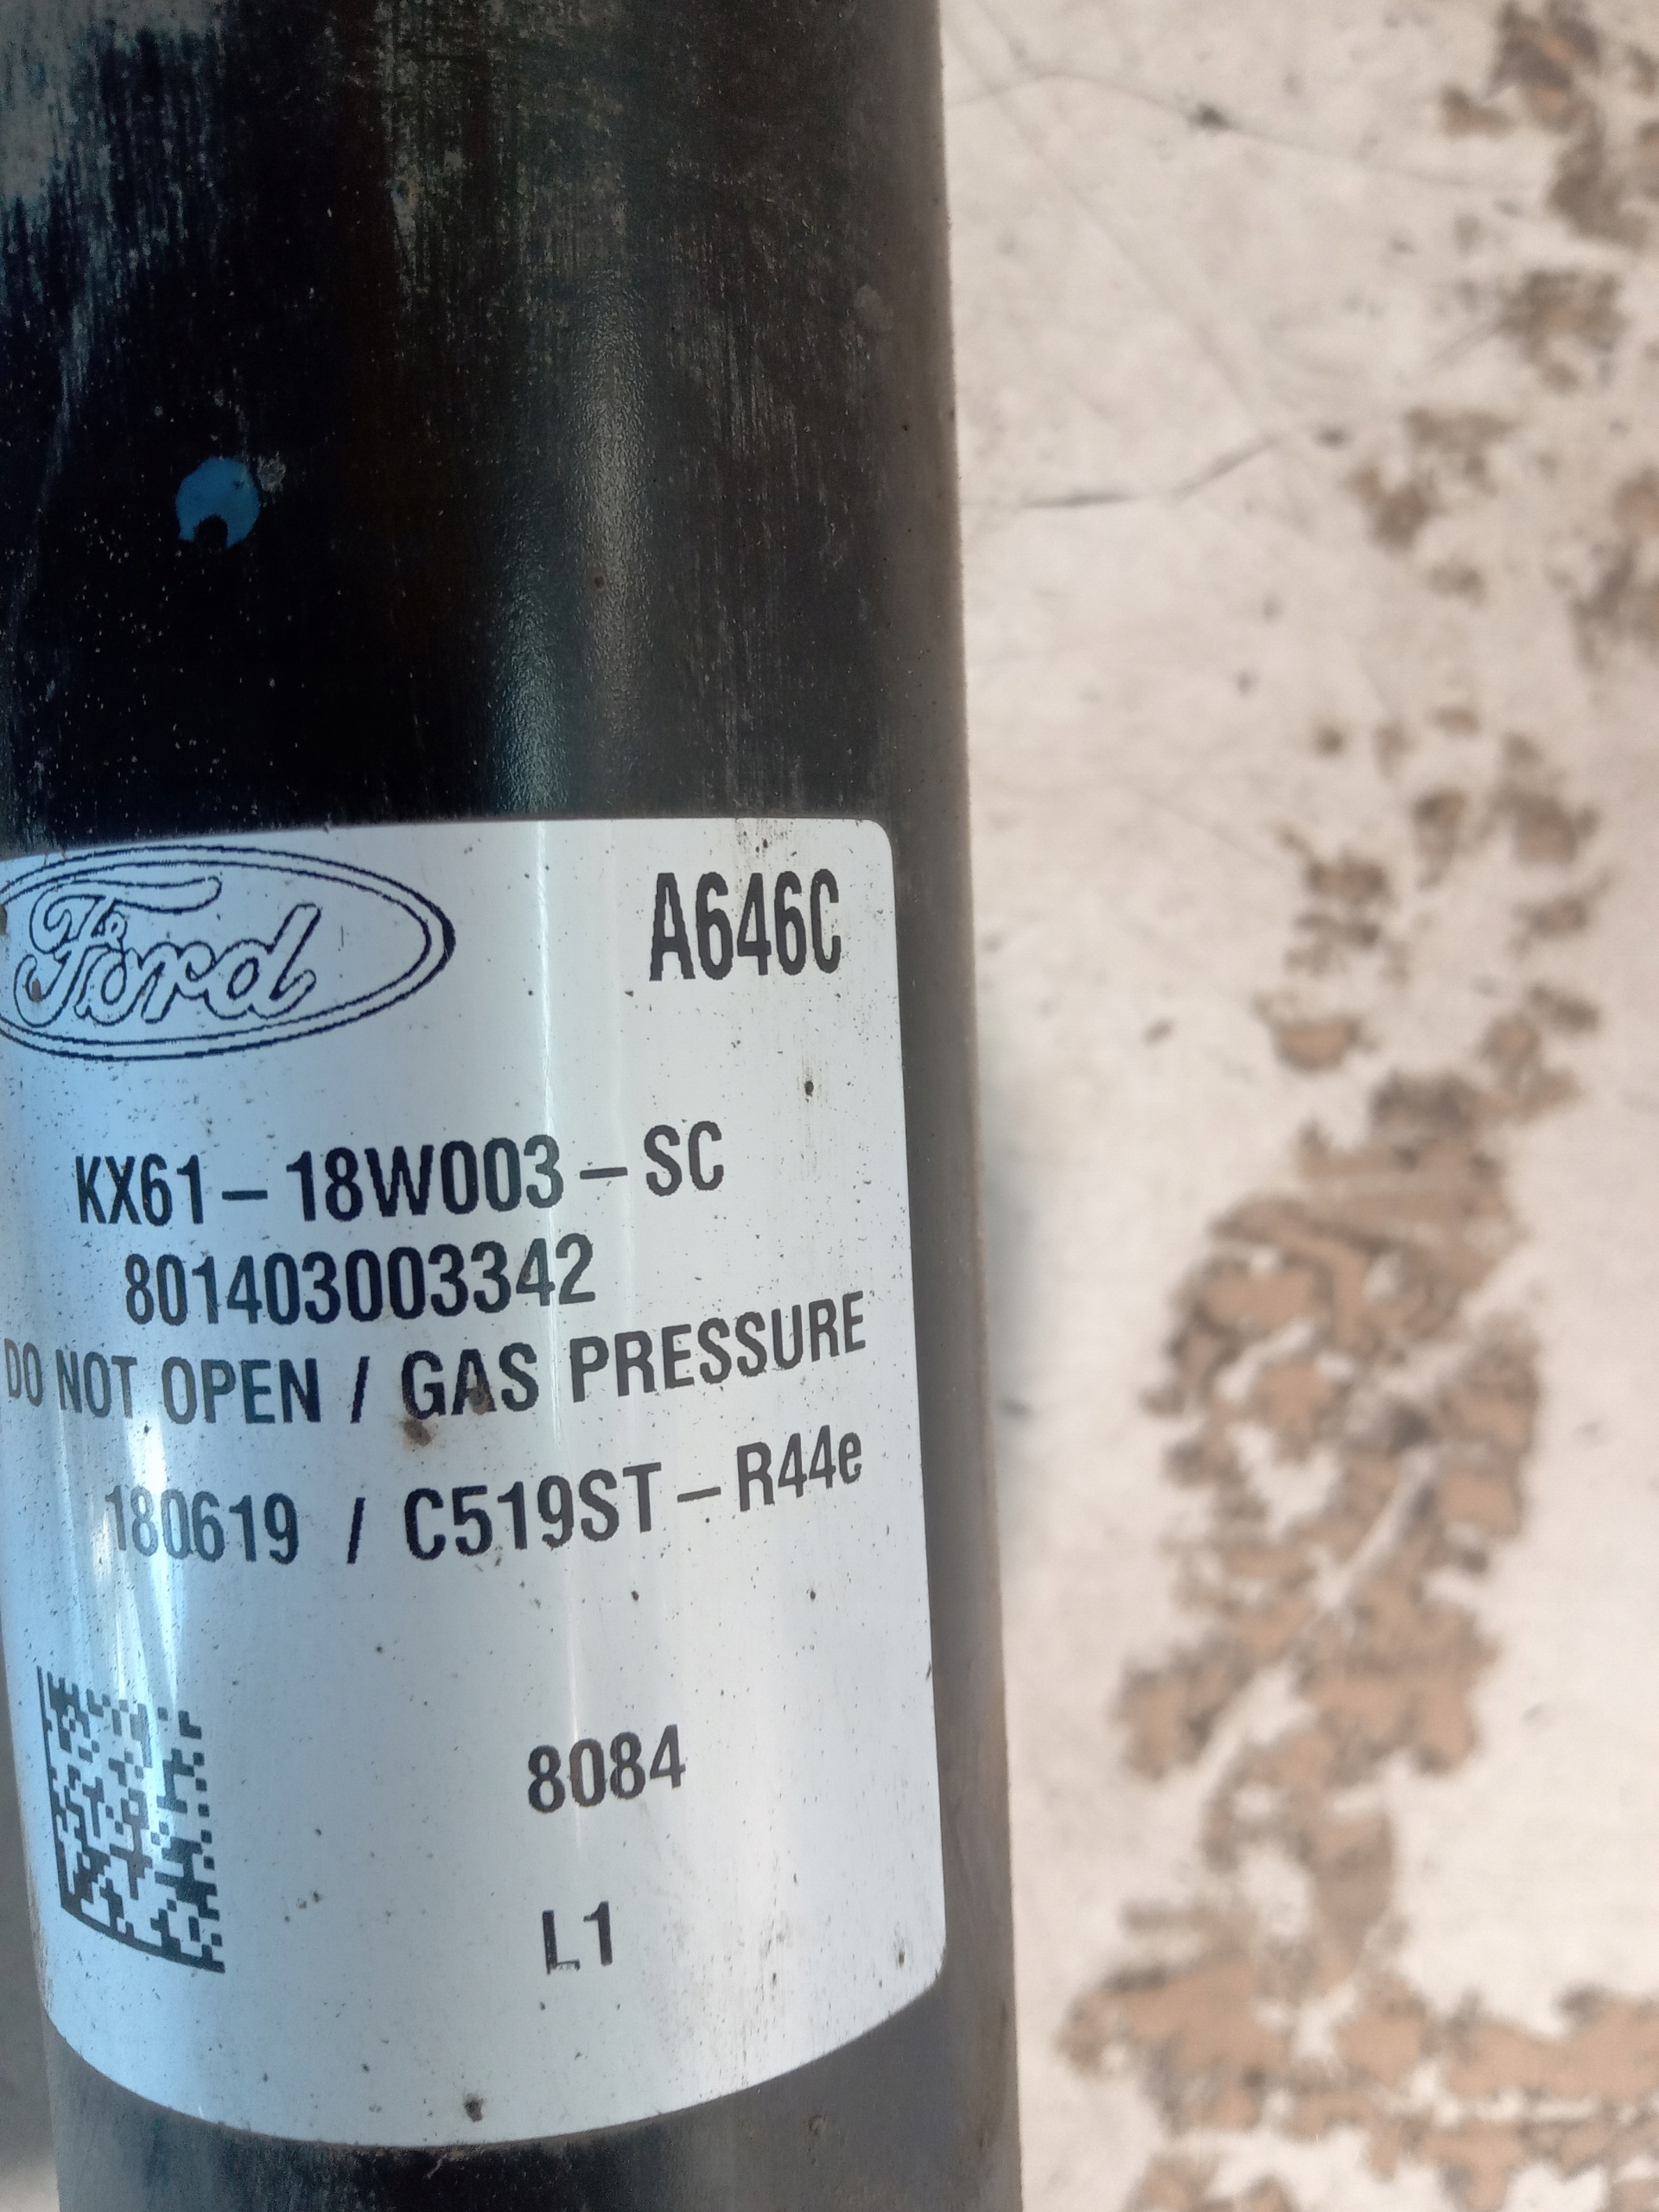 Ford A646C
KX61-18W003-SC
801403003342
DO NOT OPEN / GAS PRESSURE
180619 / C519ST-R44e
8084
L1